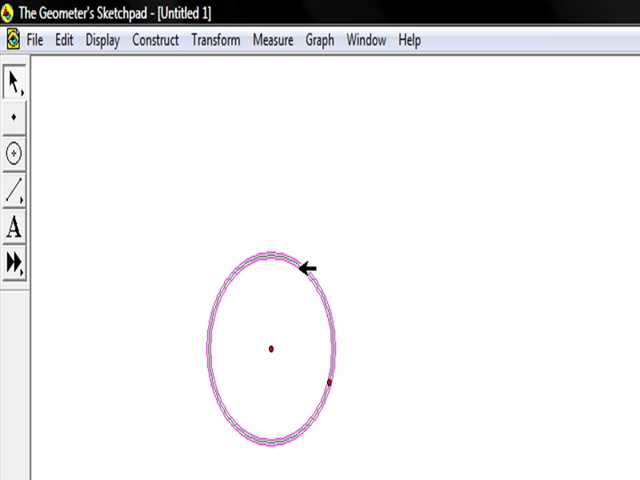 The Geometer's Sketchpad - [Untitled 1]
File Edit Display Construct Transform Measure Graph Window Help
A